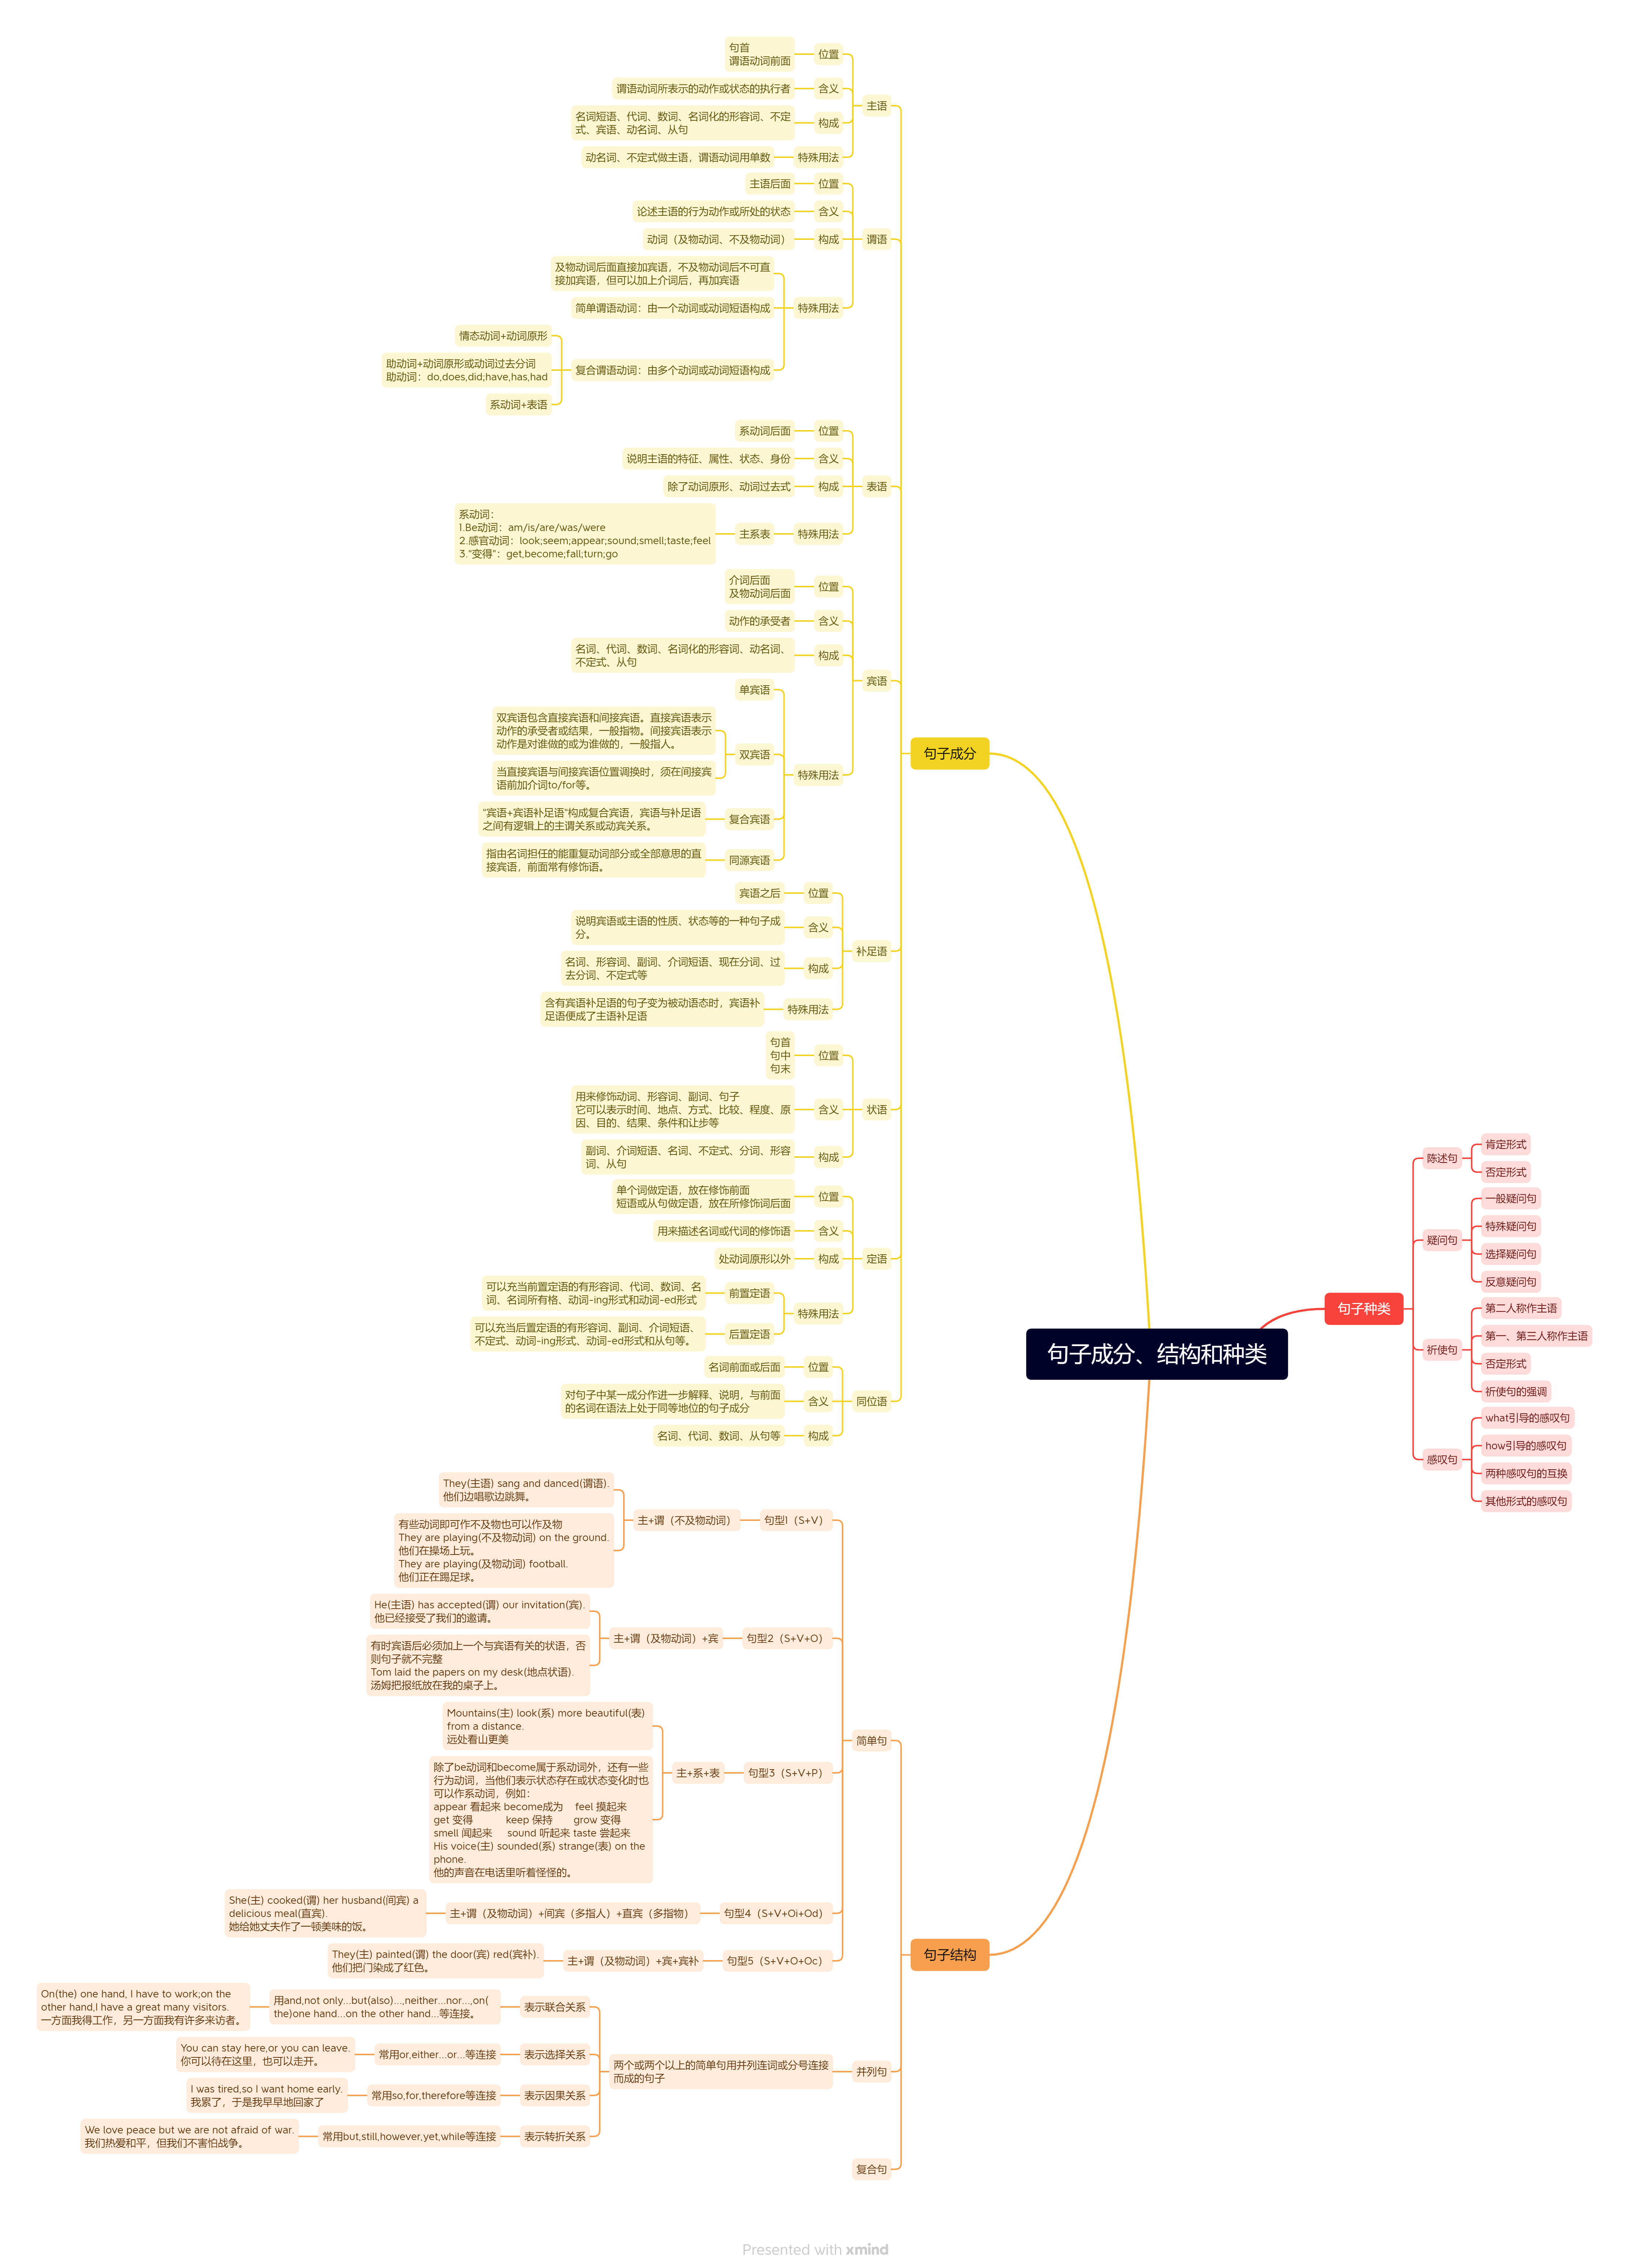 句子成分、结构和种类
句子成分
主语
位置
句首
谓语动词前面
含义
谓语动词所表示的动作或状态的执行者
构成
名词短语、代词、数词、名词化的形容词、不定
式、宾语、动名词、从句
特殊用法
动名词、不定式做主语，谓语动词用单数
谓语
位置
主语后面
含义
论述主语的行为动作或所处的状态
构成
动词（及物动词、不及物动词）
特殊用法
及物动词后面直接加宾语，不及物动词后不可直
接加宾语，但可以加上介词后，再加宾语
简单谓语动词：由一个动词或动词短语构成
复合谓语动词：由多个动词或动词短语构成
情态动词+动词原形
助动词+动词原形或动词过去分词
助动词：do,does,did;have,has,had
系动词+表语
表语
位置
系动词后面
含义
说明主语的特征、属性、状态、身份
构成
除了动词原形、动词过去式
特殊用法
主系表
系动词：
1.Be动词：am/is/are/was/were
2.感官动词：look;seem;appear;sound;smell;taste;feel
3."变得"：get,become;fall;turn;go
宾语
位置
介词后面
及物动词后面
含义
动作的承受者
构成
名词、代词、数词、名词化的形容词、动名词、
不定式、从句
特殊用法
单宾语
双宾语
双宾语包含直接宾语和间接宾语。直接宾语表示
动作的承受者或结果，一般指物。间接宾语表示
动作是对谁做的或为谁做的，一般指人。
当直接宾语与间接宾语位置调换时，须在间接宾
语前加介词to/for等。
复合宾语
"宾语+宾语补足语"构成复合宾语，宾语与补足语
之间有逻辑上的主谓关系或动宾关系。
同源宾语
指由名词担任的能重复动词部分或全部意思的直
接宾语，前面常有修饰语。
补足语
位置
宾语之后
含义
说明宾语或主语的性质、状态等的一种句子成
分。
构成
名词、形容词、副词、介词短语、现在分词、过
去分词、不定式等
特殊用法
含有宾语补足语的句子变为被动语态时，宾语补
足语便成了主语补足语
状语
位置
句首
句中
句末
含义
用来修饰动词、形容词、副词、句子
它可以表示时间、地点、方式、比较、程度、原
因、目的、结果、条件和让步等
构成
副词、介词短语、名词、不定式、分词、形容
词、从句
定语
位置
单个词做定语，放在修饰前面
短语或从句做定语，放在所修饰词后面
含义
用来描述名词或代词的修饰语
构成
处动词原形以外
特殊用法
前置定语
可以充当前置定语的有形容词、代词、数词、名
词、名词所有格、动词-ing形式和动词-ed形式
后置定语
可以充当后置定语的有形容词、副词、介词短语、
不定式、动词-ing形式、动词-ed形式和从句等。
同位语
位置
名词前面或后面
含义
对句子中某一成分作进一步解释、说明，与前面
的名词在语法上处于同等地位的句子成分
构成
名词、代词、数词、从句等
句子结构
简单句
句型1（S+V）
主+谓（不及物动词）
They(主语) sang and danced(谓语).
他们边唱歌边跳舞。
有些动词即可作不及物也可以作及物
They are playing(不及物动词) on the ground.
他们在操场上玩。
They are playing(及物动词) football.
他们正在踢足球。
句型2（S+V+O）
主+谓（及物动词）+宾
He(主语) has accepted(谓) our invitation(宾).
他已经接受了我们的邀请。
有时宾语后必须加上一个与宾语有关的状语，否
则句子就不完整
Tom laid the papers on my desk(地点状语).
汤姆把报纸放在我的桌子上。
句型3（S+V+P）
主+系+表
Mountains(主) look(系) more beautiful(表)
from a distance.
远处看山更美
除了be动词和become属于系动词外，还有一些
行为动词，当他们表示状态存在或状态变化时也
可以作系动词，例如：
appear 看起来 become成为 feel 摸起来
get 变得 keep 保持 grow 变得
smell 闻起来 sound 听起来 taste 尝起来
His voice(主) sounded(系) strange(表) on the
phone.
他的声音在电话里听着怪怪的。
句型4（S+V+Oi+Od）
主+谓（及物动词）+间宾（多指人）+直宾（多指物）
She(主) cooked(谓) her husband(间宾) a
delicious meal(直宾).
她给她丈夫作了一顿美味的饭。
句型5（S+V+O+Oc）
主+谓（及物动词）+宾+宾补
They(主) painted(谓) the door(宾) red(宾补).
他们把门染成了红色。
并列句
两个或两个以上的简单句用并列连词或分号连接
而成的句子
表示联合关系
用and,not only...but(also)...,neither...nor...,on(
the)one hand...on the other hand...等连接。
On(the) one hand, I have to work;on the
other hand,I have a great many visitors.
一方面我得工作，另一方面我有许多来访者。
表示选择关系
常用or,either...or...等连接
You can stay here,or you can leave.
你可以待在这里，也可以走开。
表示因果关系
常用so,for,therefore等连接
I was tired,so I want home early.
我累了，于是我早早地回家了
表示转折关系
常用but,still,however,yet,while等连接
We love peace but we are not afraid of war.
我们热爱和平，但我们不害怕战争。
复合句
句子种类
陈述句
肯定形式
否定形式
疑问句
一般疑问句
特殊疑问句
选择疑问句
反意疑问句
祈使句
第二人称作主语
第一、第三人称作主语
否定形式
祈使句的强调
感叹句
what引导的感叹句
how引导的感叹句
两种感叹句的互换
其他形式的感叹句
Presented with xmind